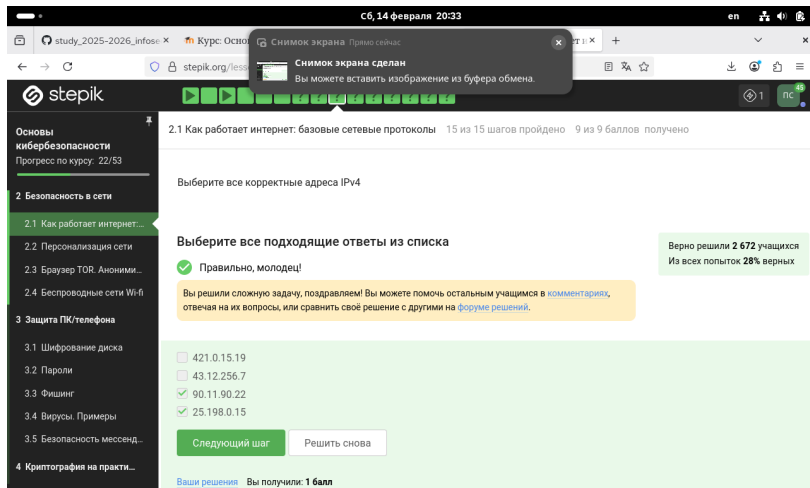 Сб, 14 февраля 20:33
en
study_2025-2026_infose
Курс: Осно
Снимок экрана Прямо сейчас
Снимок экрана сделан
Вы можете вставить изображение из буфера обмена.
stepik.org/less
stepik
1
ПС
45
Основы кибербезопасности
Прогресс по курсу: 22/53
2.1 Как работает интернет: базовые сетевые протоколы 15 из 15 шагов пройдено 9 из 9 баллов получено
2 Безопасность в сети
2.1 Как работает интернет:...
2.2 Персонализация сети
2.3 Браузер TOR. Аноними...
2.4 Беспроводные сети Wi-fi
3 Защита ПК/телефона
3.1 Шифрование диска
3.2 Пароли
3.3 Фишинг
3.4 Вирусы. Примеры
3.5 Безопасность мессенд...
4 Криптография на практи...
Выберите все корректные адреса IPv4
Выберите все подходящие ответы из списка
Правильно, молодец!
Верно решили 2 672 учащихся
Из всех попыток 28% верных
Вы решили сложную задачу, поздравляем! Вы можете помочь остальным учащимся в комментариях,
отвечая на их вопросы, или сравнить своё решение с другими на форуме решений.
421.0.15.19
43.12.256.7
90.11.90.22
25.198.0.15
Следующий шаг
Решить снова
Ваши решения Вы получили: 1 балл